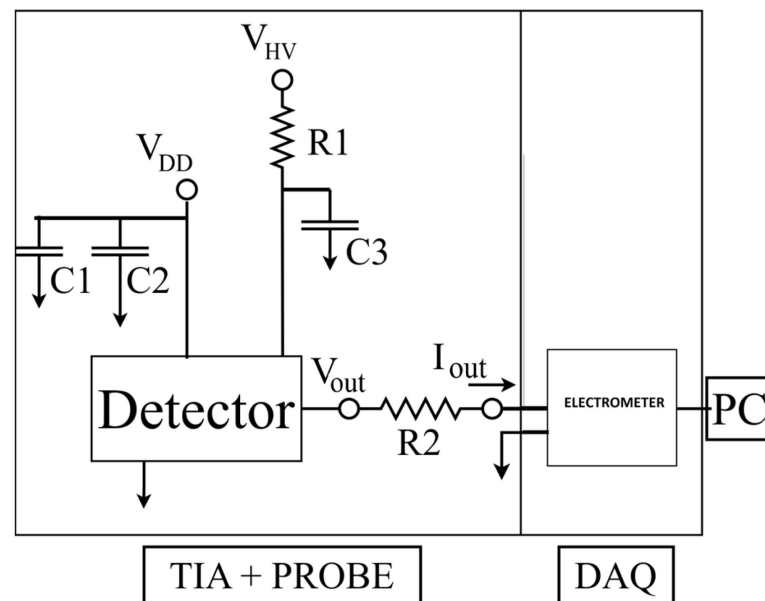 V_HV
R1
V_DD
C3
C1
C2
Detector
V_out
I_out
R2
ELECTROMETER
PC
TIA + PROBE
DAQ